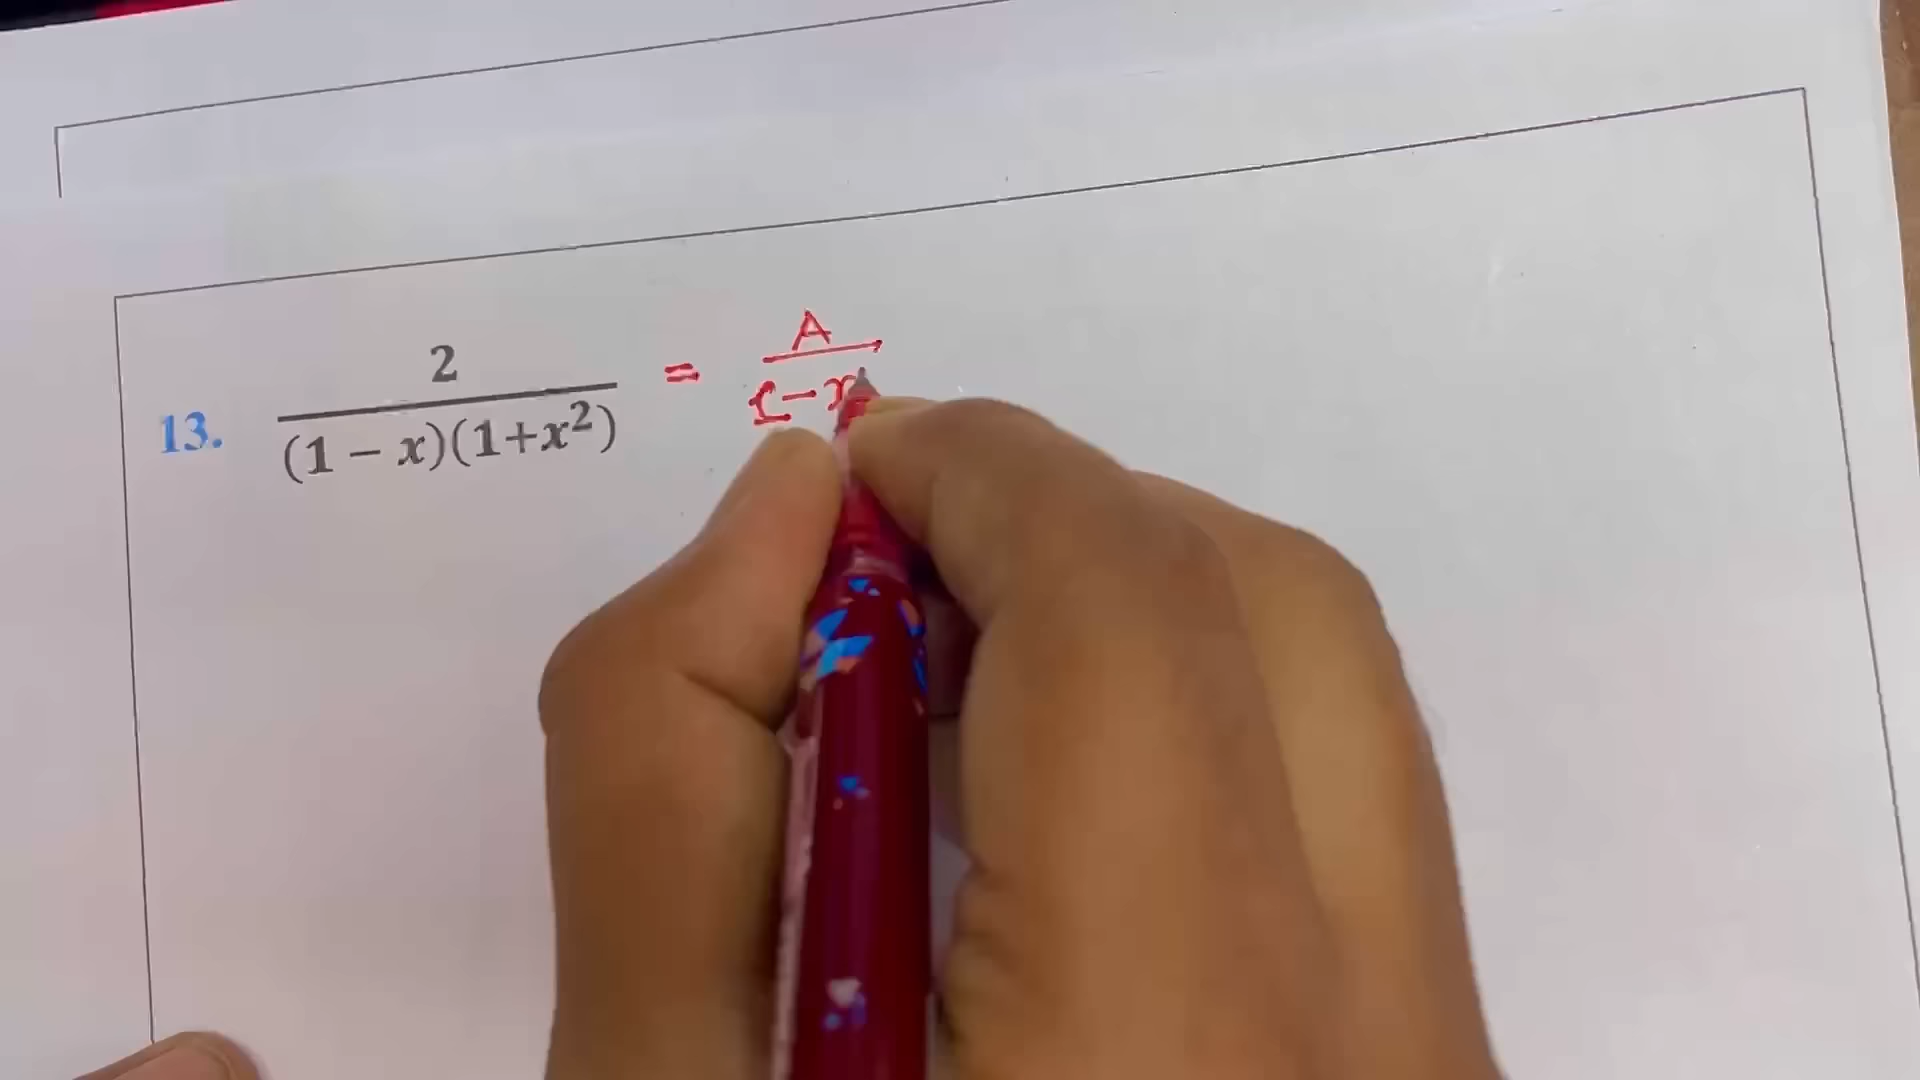 13. 2/((1 − x)(1+x²)) = A/(1−x